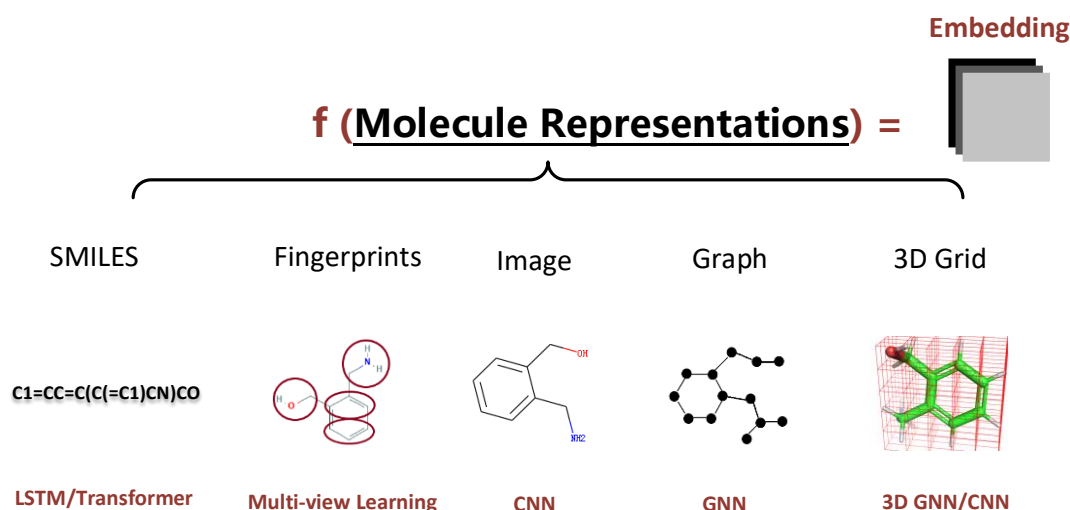 Embedding
f (Molecule Representations) =
SMILES
Fingerprints
Image
Graph
3D Grid
H
N
H
H
O
OH
NH2
C1=CC=C(C(=C1)CN)CO
LSTM/Transformer
Multi-view Learning
CNN
GNN
3D GNN/CNN